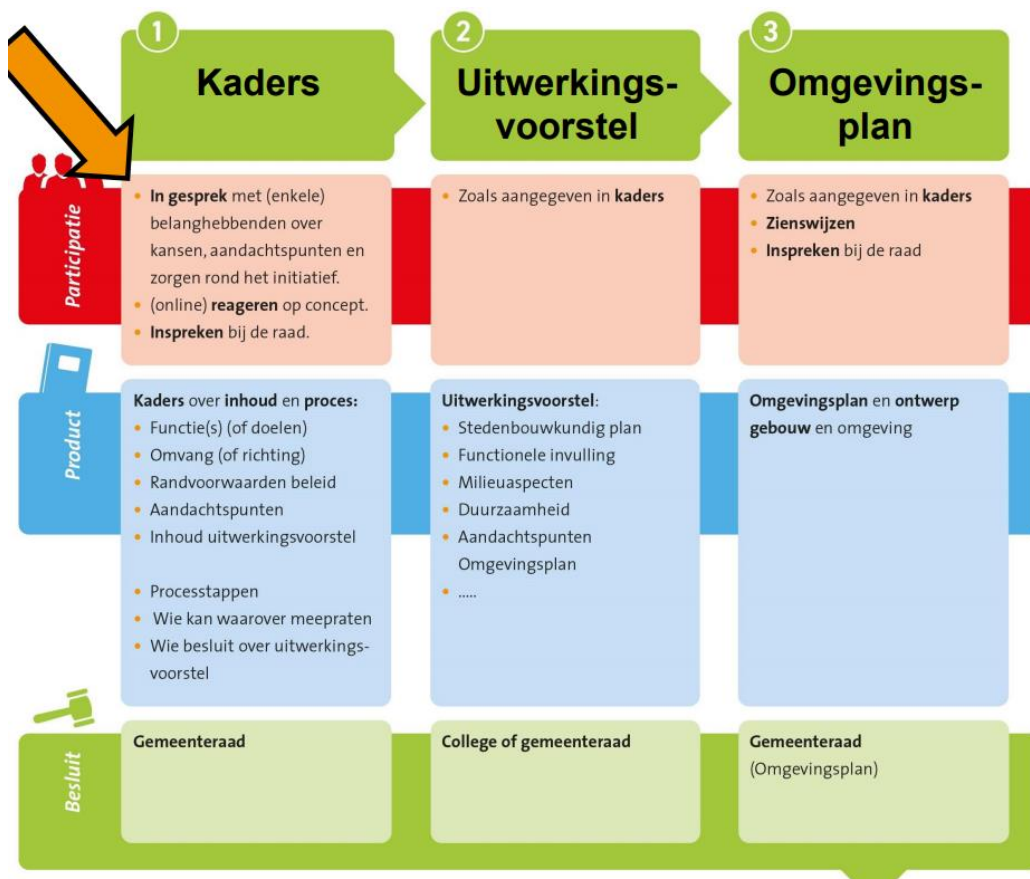 1
Kaders
2
Uitwerkings-
voorstel
3
Omgevings-
plan
Participatie
• In gesprek met (enkele)
belanghebbenden over
kansen, aandachtspunten en
zorgen rond het initiatief.
• (online) reageren op concept.
• Inspreken bij de raad.
• Zoals aangegeven in kaders
• Zoals aangegeven in kaders
• Zienswijzen
• Inspreken bij de raad
Product
Kaders over inhoud en proces:
• Functie(s) (of doelen)
• Omvang (of richting)
• Randvoorwaarden beleid
• Aandachtspunten
• Inhoud uitwerkingsvoorstel
• Processtappen
• Wie kan waarover meepraten
• Wie besluit over uitwerkings-
voorstel
Uitwerkingsvoorstel:
• Stedenbouwkundig plan
• Functionele invulling
• Milieuaspecten
• Duurzaamheid
• Aandachtspunten
Omgevingsplan
• .....
Omgevingsplan en ontwerp
gebouw en omgeving
Besluit
Gemeenteraad
College of gemeenteraad
Gemeenteraad
(Omgevingsplan)